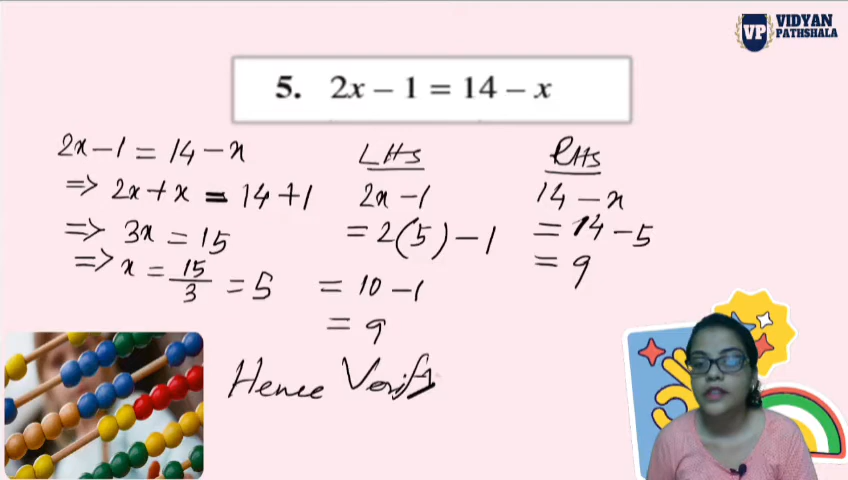 VIDYAN
PATHSHALA
VP
5. 2x – 1 = 14 – x
2x – 1 = 14 – x
=> 2x + x = 14 + 1
=> 3x = 15
=> x = 15/3 = 5
LHS
2x – 1
= 2(5) – 1
= 10 – 1
= 9
RHS
14 – x
= 14 – 5
= 9
Hence Verify